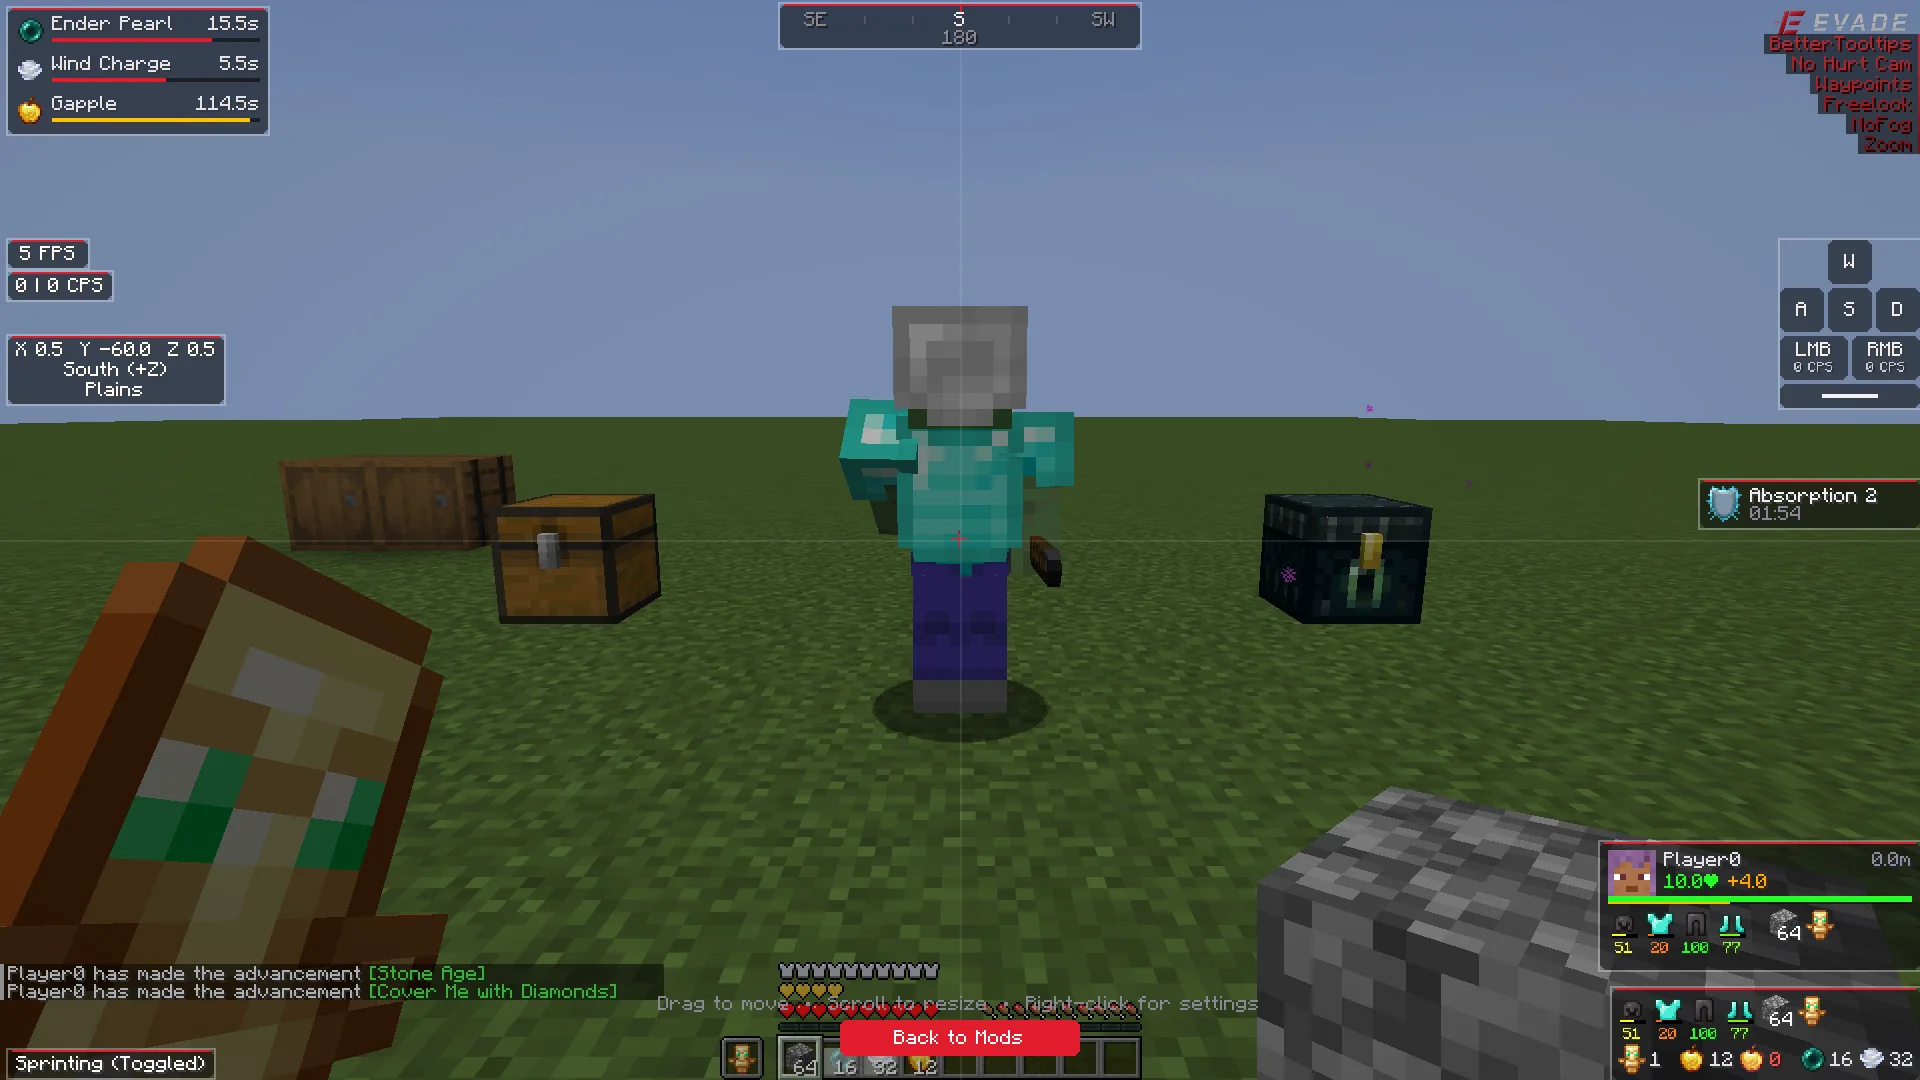 Ender Pearl 15.5s
Wind Charge 5.5s
Gapple 114.5s
SE S SW
180
EVADE
BetterTooltips
No Hurt Cam
Waypoints
Freelook
NoFog
Zoom
5 FPS
0 | 0 CPS
X 0.5 Y -60.0 Z 0.5
South (+Z)
Plains
W
A S D
LMB RMB
0 CPS 0 CPS
Absorption 2
01:54
Player0 0.0m
10.0 +4.0
64
51 20 100 77
Player0 has made the advancement [Stone Age]
Player0 has made the advancement [Cover Me with Diamonds]
Drag to move • Scroll to resize • Right-click for settings
Back to Mods
64 16 32 12
Sprinting (Toggled)
64
51 20 100 77
1 12 0 16 32